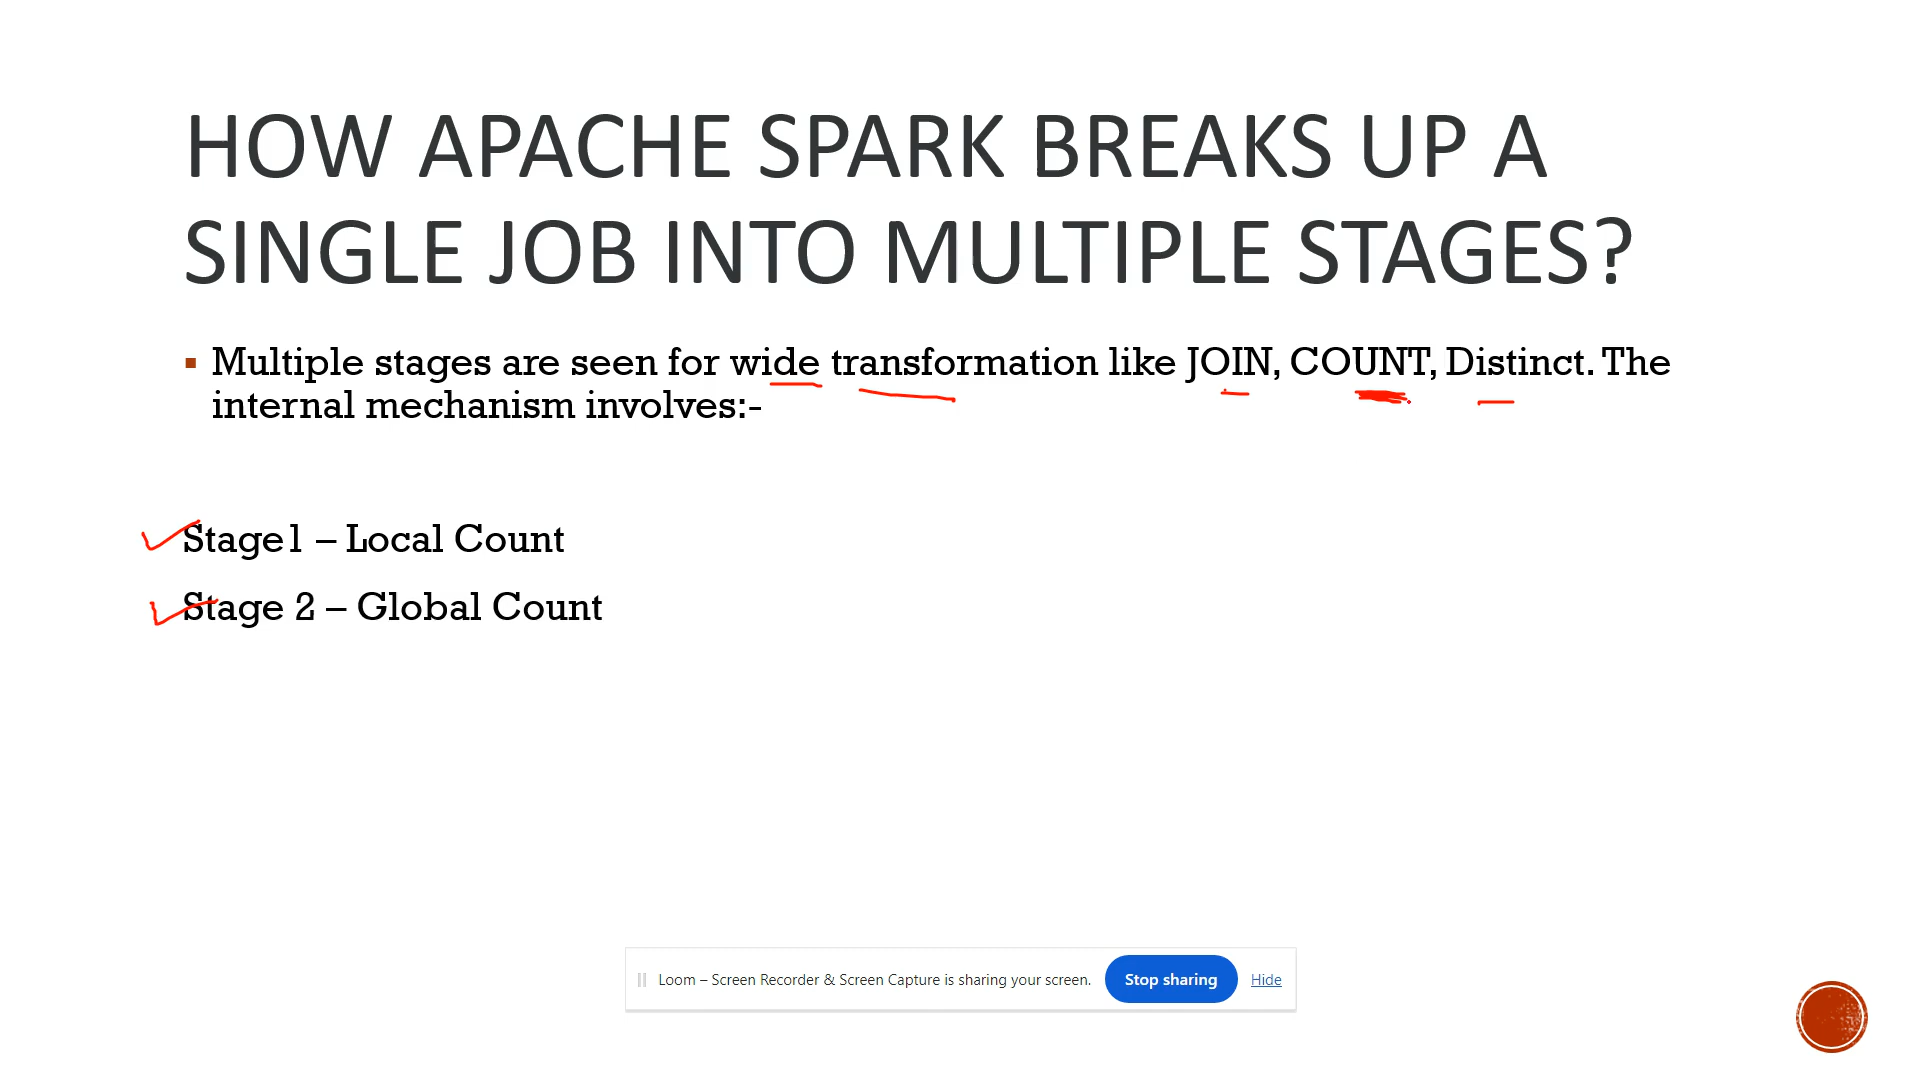 HOW APACHE SPARK BREAKS UP A
SINGLE JOB INTO MULTIPLE STAGES?
Multiple stages are seen for wide transformation like JOIN, COUNT, Distinct. The
internal mechanism involves:-
Stage1 – Local Count
Stage 2 – Global Count
Loom – Screen Recorder & Screen Capture is sharing your screen. Stop sharing Hide